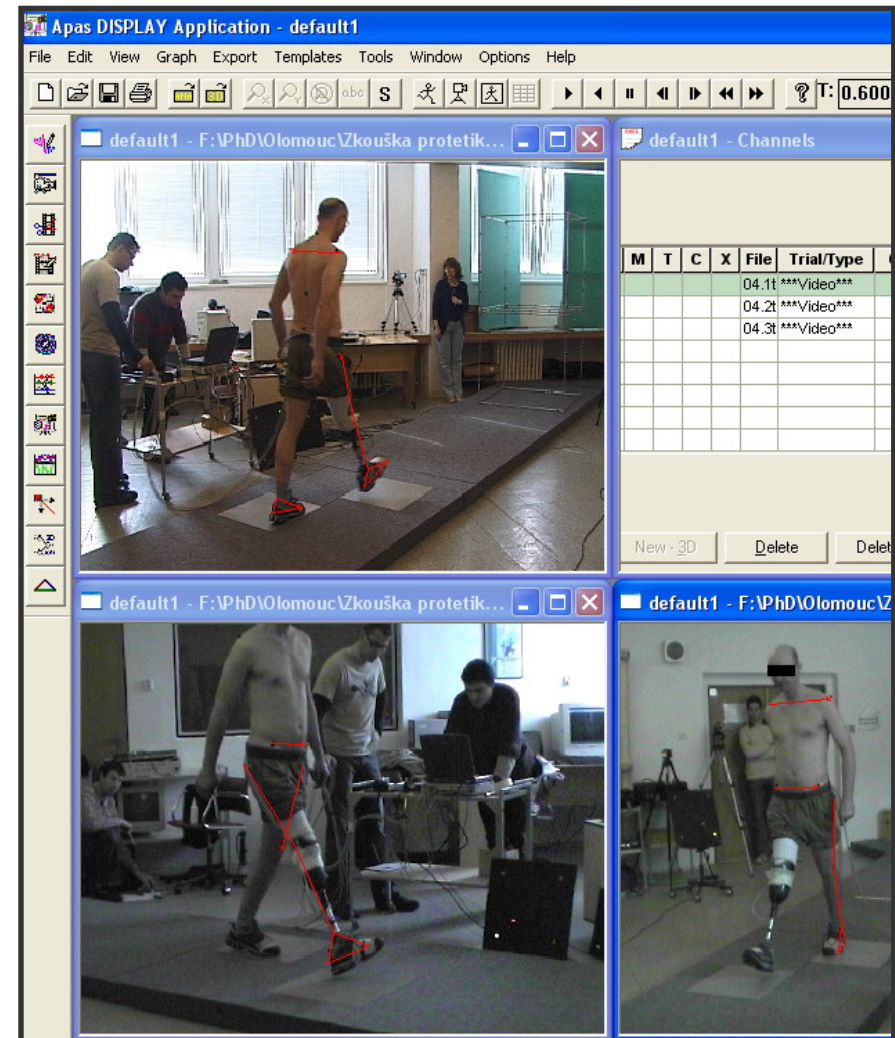 Apas DISPLAY Application - default1
File Edit View Graph Export Templates Tools Window Options Help
abc S ? T: 0.600
default1 - F:\PhD\Olomouc\Zkouška protetik...
default1 - Channels
M T C X File Trial/Type
04.1t ***Video***
04.2t ***Video***
04.3t ***Video***
New - 3D Delete Delet
default1 - F:\PhD\Olomouc\Zkouška protetik...
default1 - F:\PhD\Olomouc\Z